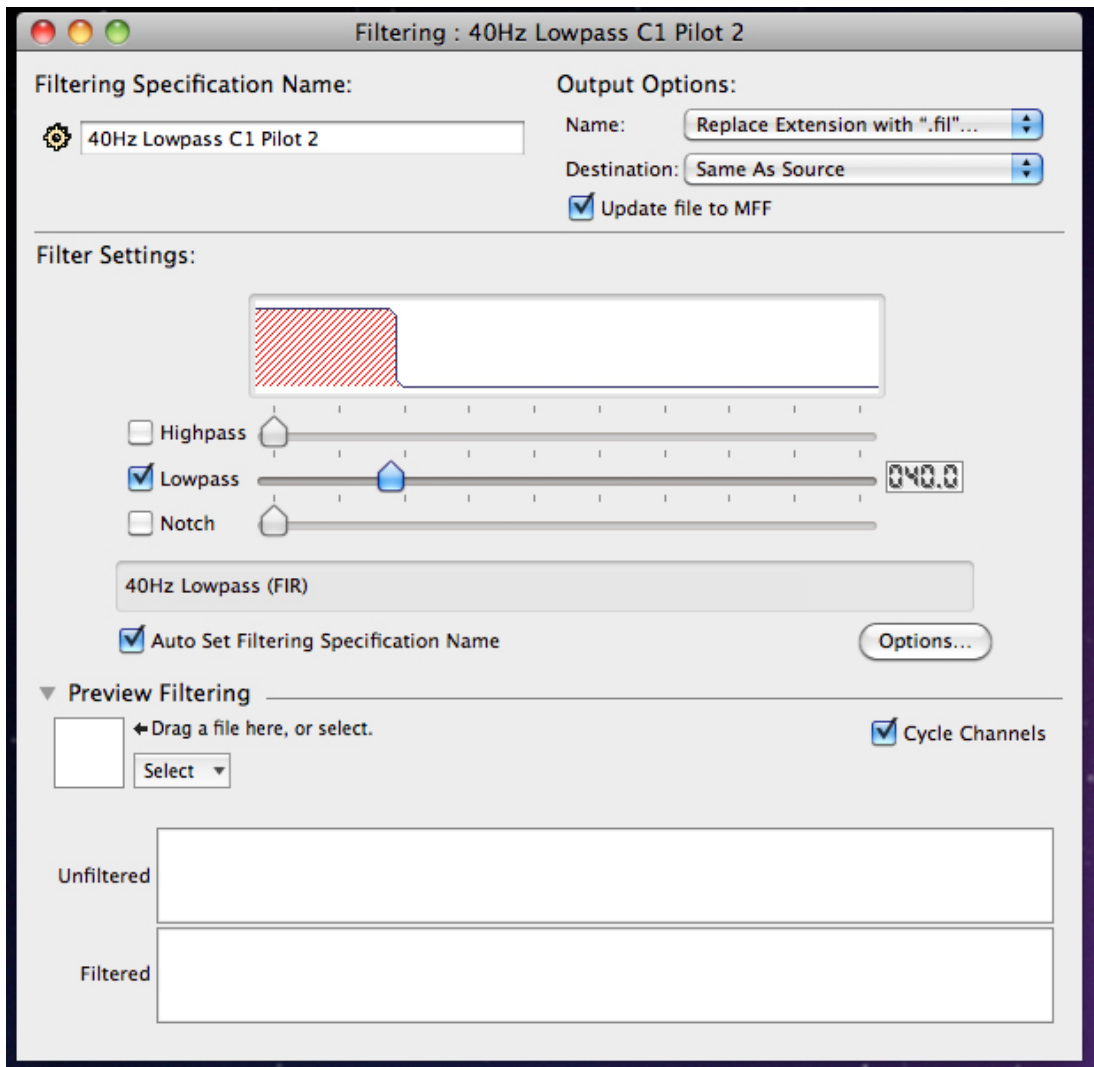 Filtering : 40Hz Lowpass C1 Pilot 2
Filtering Specification Name:
40Hz Lowpass C1 Pilot 2
Output Options:
Name: Replace Extension with ".fil"...
Destination: Same As Source
Update file to MFF
Filter Settings:
Highpass
Lowpass 040.0
Notch
40Hz Lowpass (FIR)
Auto Set Filtering Specification Name
Options...
Preview Filtering
Drag a file here, or select.
Select
Cycle Channels
Unfiltered
Filtered